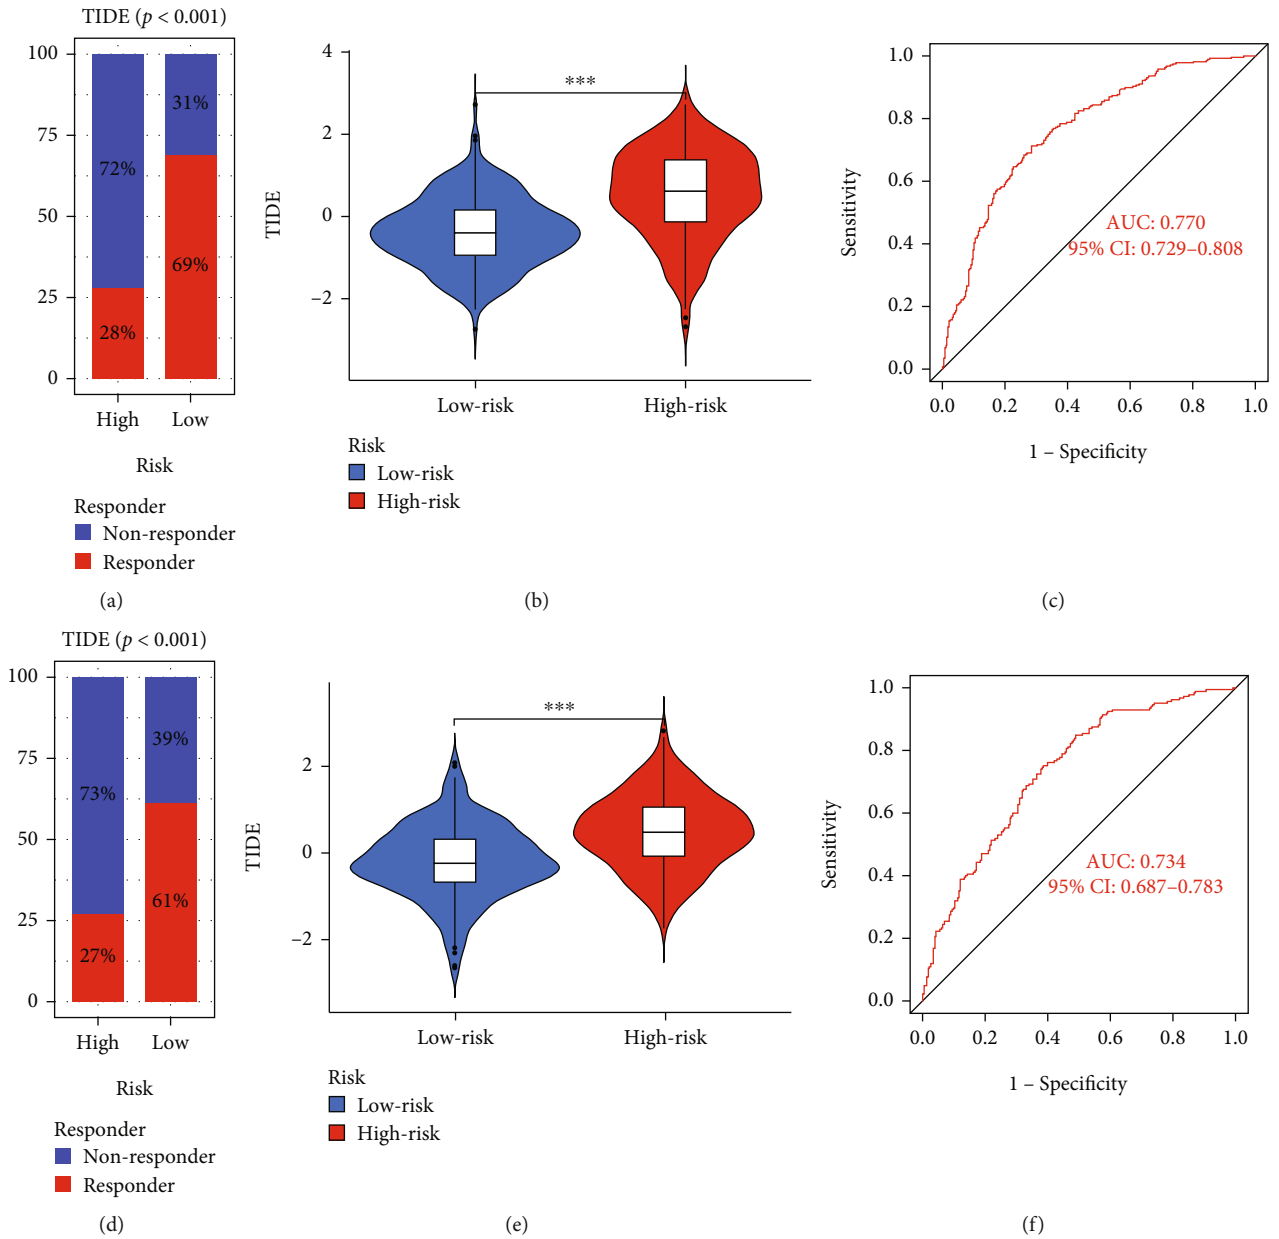 TIDE (p < 0.001)
100
75
50
25
0
72%
31%
69%
28%
High
Low
Risk
Responder
Non-responder
Responder
(a)
4
2
0
−2
TIDE
***
Low-risk
High-risk
Risk
Low-risk
High-risk
(b)
1.0
0.8
0.6
0.4
0.2
0.0
Sensitivity
AUC: 0.770
95% CI: 0.729–0.808
0.0 0.2 0.4 0.6 0.8 1.0
1 – Specificity
(c)
TIDE (p < 0.001)
100
75
50
25
0
73%
39%
61%
27%
High
Low
Risk
Responder
Non-responder
Responder
(d)
2
0
−2
TIDE
***
Low-risk
High-risk
Risk
Low-risk
High-risk
(e)
1.0
0.8
0.6
0.4
0.2
0.0
Sensitivity
AUC: 0.734
95% CI: 0.687–0.783
0.0 0.2 0.4 0.6 0.8 1.0
1 – Specificity
(f)